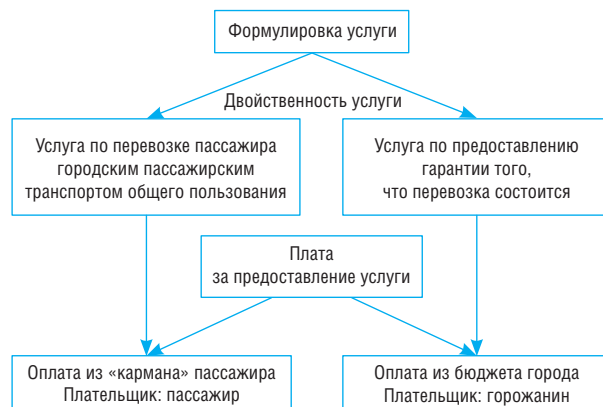 Формулировка услуги
Двойственность услуги
Услуга по перевозке пассажира
городским пассажирским
транспортом общего пользования
Услуга по предоставлению
гарантии того,
что перевозка состоится
Плата
за предоставление услуги
Оплата из «кармана» пассажира
Плательщик: пассажир
Оплата из бюджета города
Плательщик: горожанин